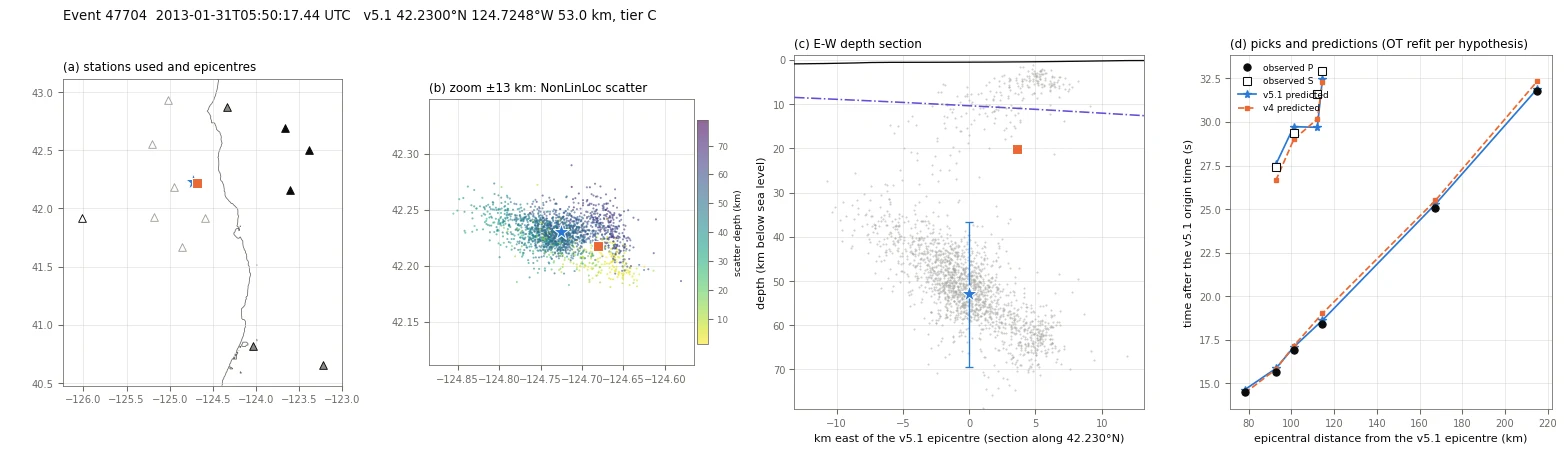 Event 47704  2013-01-31T05:50:17.44 UTC   v5.1 42.2300°N 124.7248°W 53.0 km, tier C
(a) stations used and epicentres
43.0
42.5
42.0
41.5
41.0
40.5
−126.0 −125.5 −125.0 −124.5 −124.0 −123.5 −123.0
(b) zoom ±13 km: NonLinLoc scatter
42.30
42.25
42.20
42.15
−124.85 −124.80 −124.75 −124.70 −124.65 −124.60
70
60
50
40
30
20
10
scatter depth (km)
(c) E-W depth section
0
10
20
30
40
50
60
70
depth (km below sea level)
−10 −5 0 5 10
km east of the v5.1 epicentre (section along 42.230°N)
(d) picks and predictions (OT refit per hypothesis)
observed P
observed S
v5.1 predicted
v4 predicted
32.5
30.0
27.5
25.0
22.5
20.0
17.5
15.0
time after the v5.1 origin time (s)
80 100 120 140 160 180 200 220
epicentral distance from the v5.1 epicentre (km)